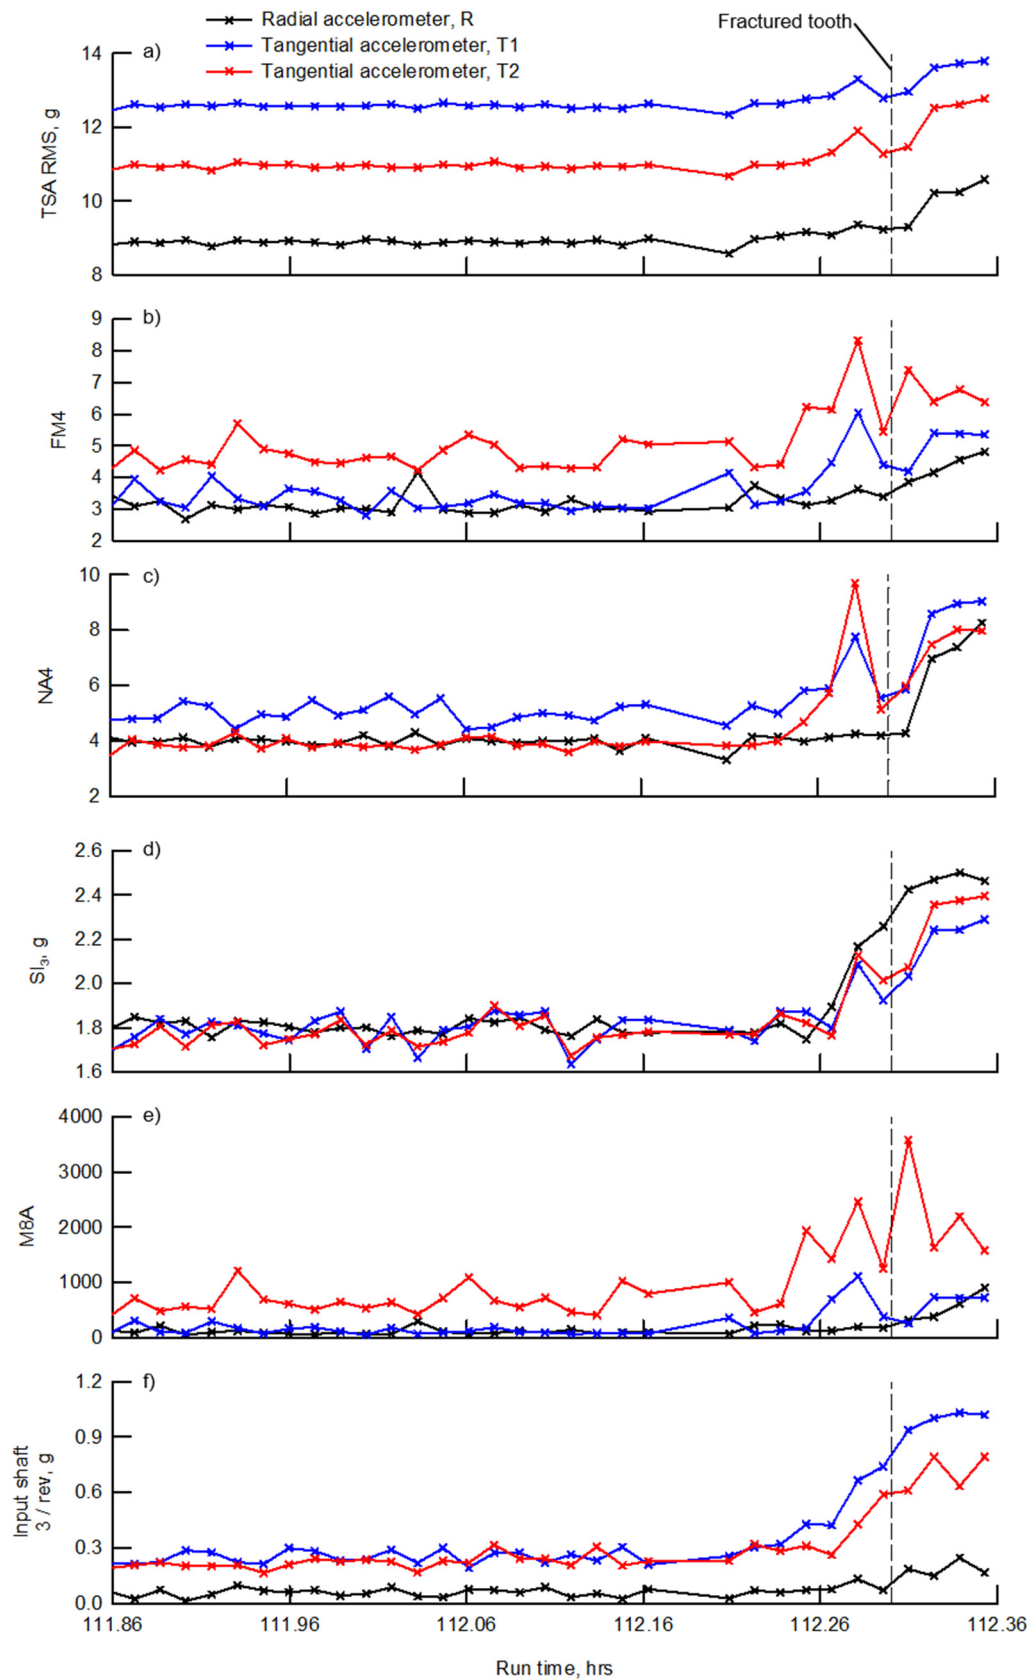 Radial accelerometer, R
Tangential accelerometer, T1
Tangential accelerometer, T2
Fractured tooth
a)
14
12
10
8
TSA RMS, g
b)
9
8
7
6
5
4
3
2
FM4
c)
10
8
6
4
2
NA4
d)
2.6
2.4
2.2
2.0
1.8
1.6
SI₃, g
e)
4000
3000
2000
1000
0
M8A
f)
1.2
0.9
0.6
0.3
0.0
Input shaft
3 / rev, g
111.86 111.96 112.06 112.16 112.26 112.36
Run time, hrs